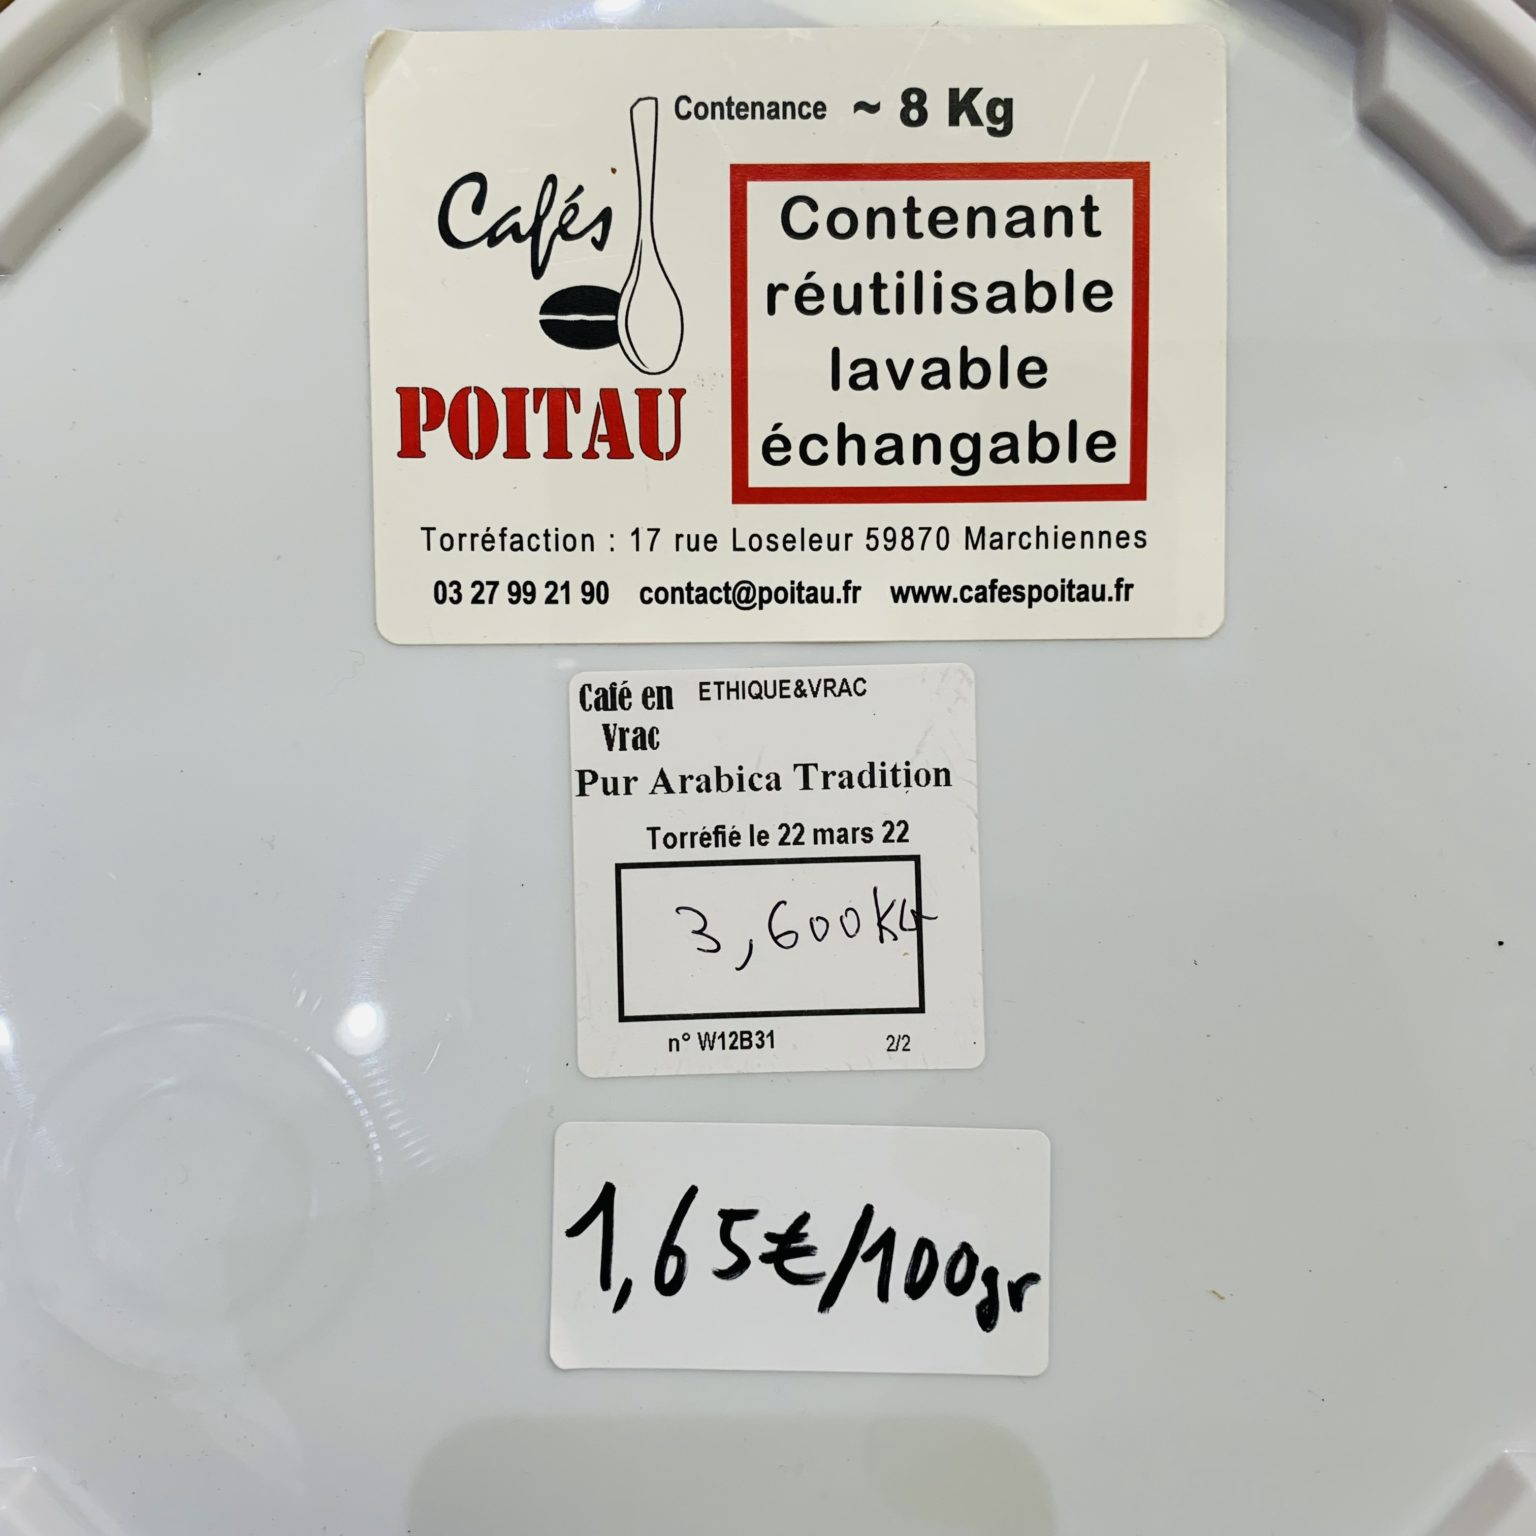 Contenance ~ 8 Kg
Cafés
POITAU
Contenant
réutilisable
lavable
échangable
Torréfaction : 17 rue Loseleur 59870 Marchiennes
03 27 99 21 90 contact@poitau.fr www.cafespoitau.fr
Café en ETHIQUE&VRAC
Vrac
Pur Arabica Tradition
Torréfié le 22 mars 22
3,600 KG
n° W12B31 2/2
1,65€/100gr